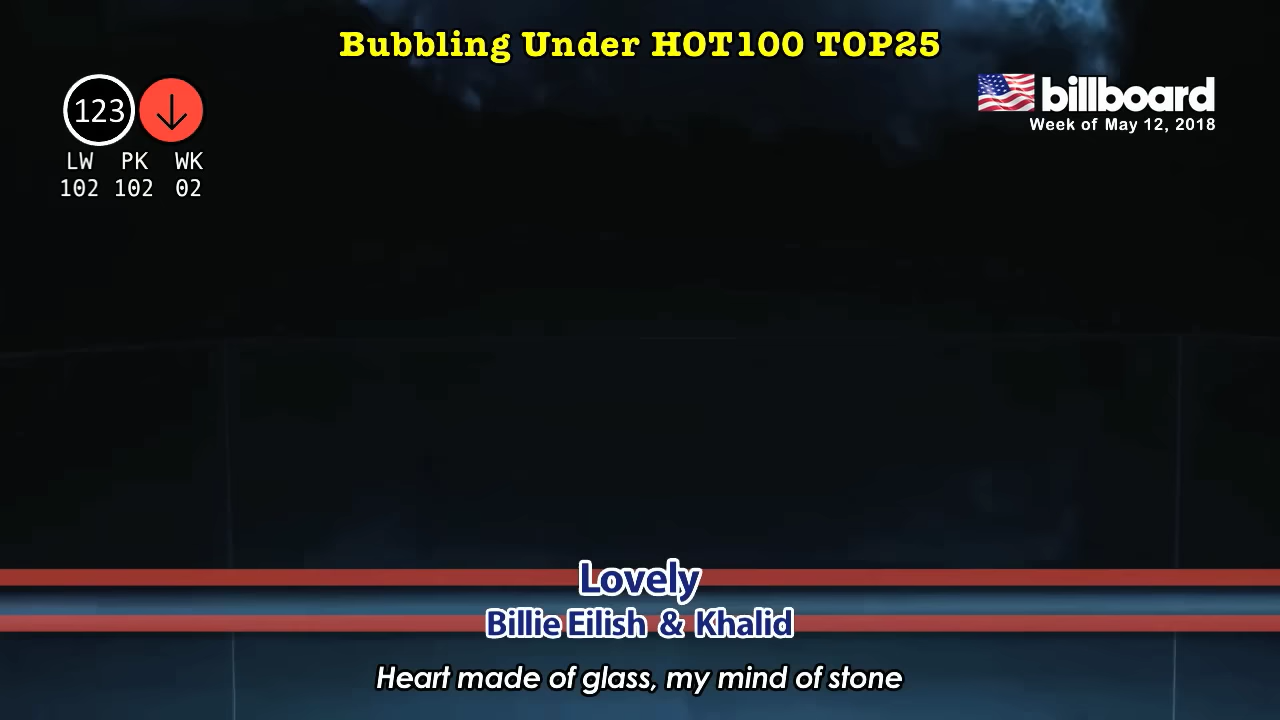 Bubbling Under HOT100 TOP25
123
LW PK WK
102 102 02
billboard
Week of May 12, 2018
Lovely
Billie Eilish & Khalid
Heart made of glass, my mind of stone